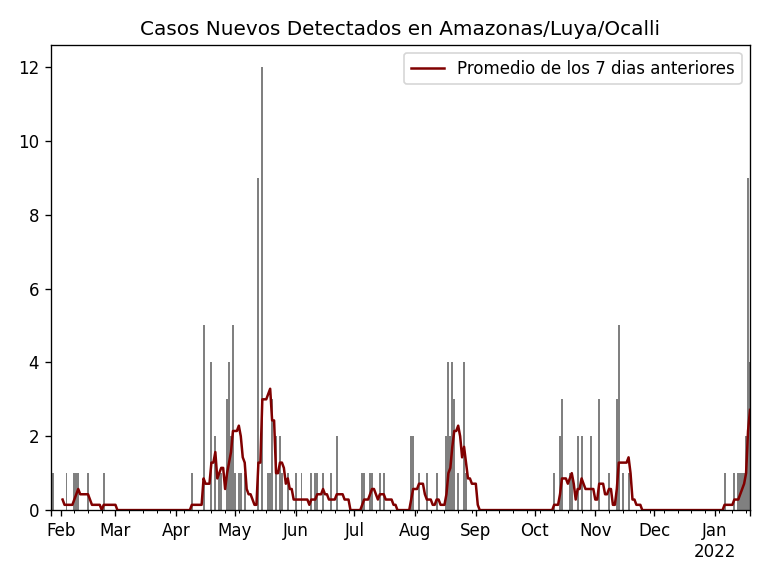 Casos Nuevos Detectados en Amazonas/Luya/Ocalli
Promedio de los 7 dias anteriores
12
10
8
6
4
2
0
Feb Mar Apr May Jun Jul Aug Sep Oct Nov Dec Jan
2022